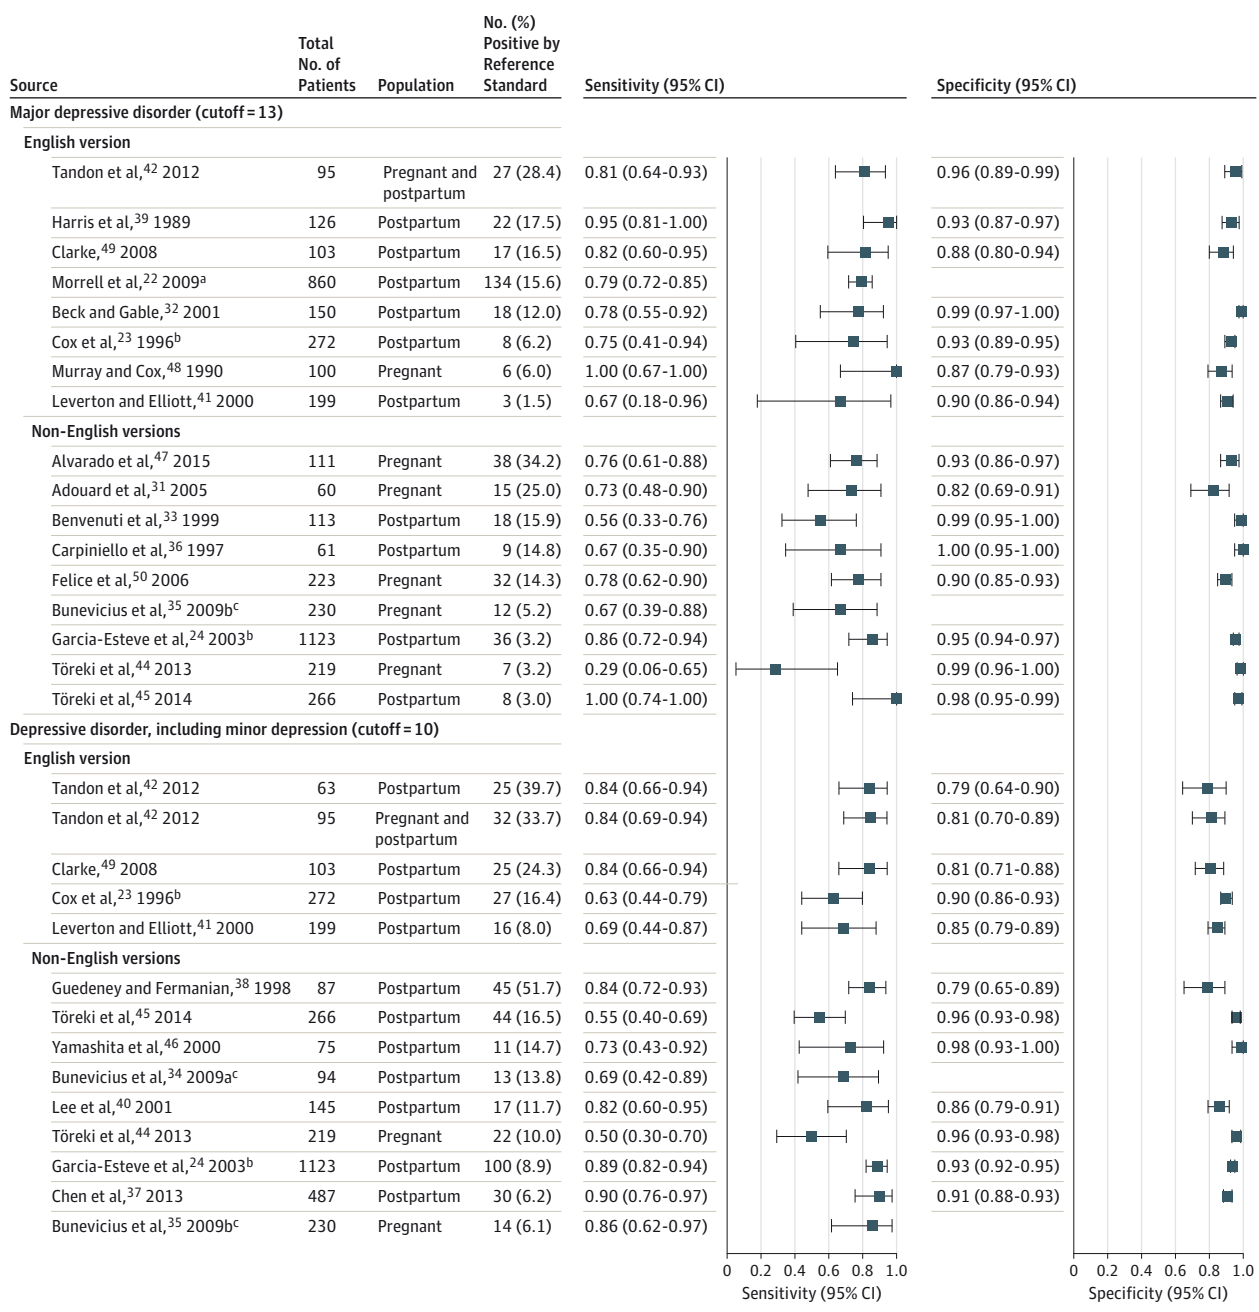 Source Total No. of Patients Population No. (%) Positive by Reference Standard Sensitivity (95% CI) Specificity (95% CI)
Major depressive disorder (cutoff = 13)
English version
Tandon et al,42 2012 95 Pregnant and postpartum 27 (28.4) 0.81 (0.64-0.93) 0.96 (0.89-0.99)
Harris et al,39 1989 126 Postpartum 22 (17.5) 0.95 (0.81-1.00) 0.93 (0.87-0.97)
Clarke,49 2008 103 Postpartum 17 (16.5) 0.82 (0.60-0.95) 0.88 (0.80-0.94)
Morrell et al,22 2009a 860 Postpartum 134 (15.6) 0.79 (0.72-0.85)
Beck and Gable,32 2001 150 Postpartum 18 (12.0) 0.78 (0.55-0.92) 0.99 (0.97-1.00)
Cox et al,23 1996b 272 Postpartum 8 (6.2) 0.75 (0.41-0.94) 0.93 (0.89-0.95)
Murray and Cox,48 1990 100 Pregnant 6 (6.0) 1.00 (0.67-1.00) 0.87 (0.79-0.93)
Leverton and Elliott,41 2000 199 Postpartum 3 (1.5) 0.67 (0.18-0.96) 0.90 (0.86-0.94)
Non-English versions
Alvarado et al,47 2015 111 Pregnant 38 (34.2) 0.76 (0.61-0.88) 0.93 (0.86-0.97)
Adouard et al,31 2005 60 Pregnant 15 (25.0) 0.73 (0.48-0.90) 0.82 (0.69-0.91)
Benvenuti et al,33 1999 113 Postpartum 18 (15.9) 0.56 (0.33-0.76) 0.99 (0.95-1.00)
Carpiniello et al,36 1997 61 Postpartum 9 (14.8) 0.67 (0.35-0.90) 1.00 (0.95-1.00)
Felice et al,50 2006 223 Pregnant 32 (14.3) 0.78 (0.62-0.90) 0.90 (0.85-0.93)
Bunevicius et al,35 2009bc 230 Pregnant 12 (5.2) 0.67 (0.39-0.88)
Garcia-Esteve et al,24 2003b 1123 Postpartum 36 (3.2) 0.86 (0.72-0.94) 0.95 (0.94-0.97)
Töreki et al,44 2013 219 Pregnant 7 (3.2) 0.29 (0.06-0.65) 0.99 (0.96-1.00)
Töreki et al,45 2014 266 Postpartum 8 (3.0) 1.00 (0.74-1.00) 0.98 (0.95-0.99)
Depressive disorder, including minor depression (cutoff = 10)
English version
Tandon et al,42 2012 63 Postpartum 25 (39.7) 0.84 (0.66-0.94) 0.79 (0.64-0.90)
Tandon et al,42 2012 95 Pregnant and postpartum 32 (33.7) 0.84 (0.69-0.94) 0.81 (0.70-0.89)
Clarke,49 2008 103 Postpartum 25 (24.3) 0.84 (0.66-0.94) 0.81 (0.71-0.88)
Cox et al,23 1996b 272 Postpartum 27 (16.4) 0.63 (0.44-0.79) 0.90 (0.86-0.93)
Leverton and Elliott,41 2000 199 Postpartum 16 (8.0) 0.69 (0.44-0.87) 0.85 (0.79-0.89)
Non-English versions
Guedeney and Fermanian,38 1998 87 Postpartum 45 (51.7) 0.84 (0.72-0.93) 0.79 (0.65-0.89)
Töreki et al,45 2014 266 Postpartum 44 (16.5) 0.55 (0.40-0.69) 0.96 (0.93-0.98)
Yamashita et al,46 2000 75 Postpartum 11 (14.7) 0.73 (0.43-0.92) 0.98 (0.93-1.00)
Bunevicius et al,34 2009ac 94 Postpartum 13 (13.8) 0.69 (0.42-0.89)
Lee et al,40 2001 145 Postpartum 17 (11.7) 0.82 (0.60-0.95) 0.86 (0.79-0.91)
Töreki et al,44 2013 219 Pregnant 22 (10.0) 0.50 (0.30-0.70) 0.96 (0.93-0.98)
Garcia-Esteve et al,24 2003b 1123 Postpartum 100 (8.9) 0.89 (0.82-0.94) 0.93 (0.92-0.95)
Chen et al,37 2013 487 Postpartum 30 (6.2) 0.90 (0.76-0.97) 0.91 (0.88-0.93)
Bunevicius et al,35 2009bc 230 Pregnant 14 (6.1) 0.86 (0.62-0.97)
0 0.2 0.4 0.6 0.8 1.0 0 0.2 0.4 0.6 0.8 1.0
Sensitivity (95% CI) Specificity (95% CI)